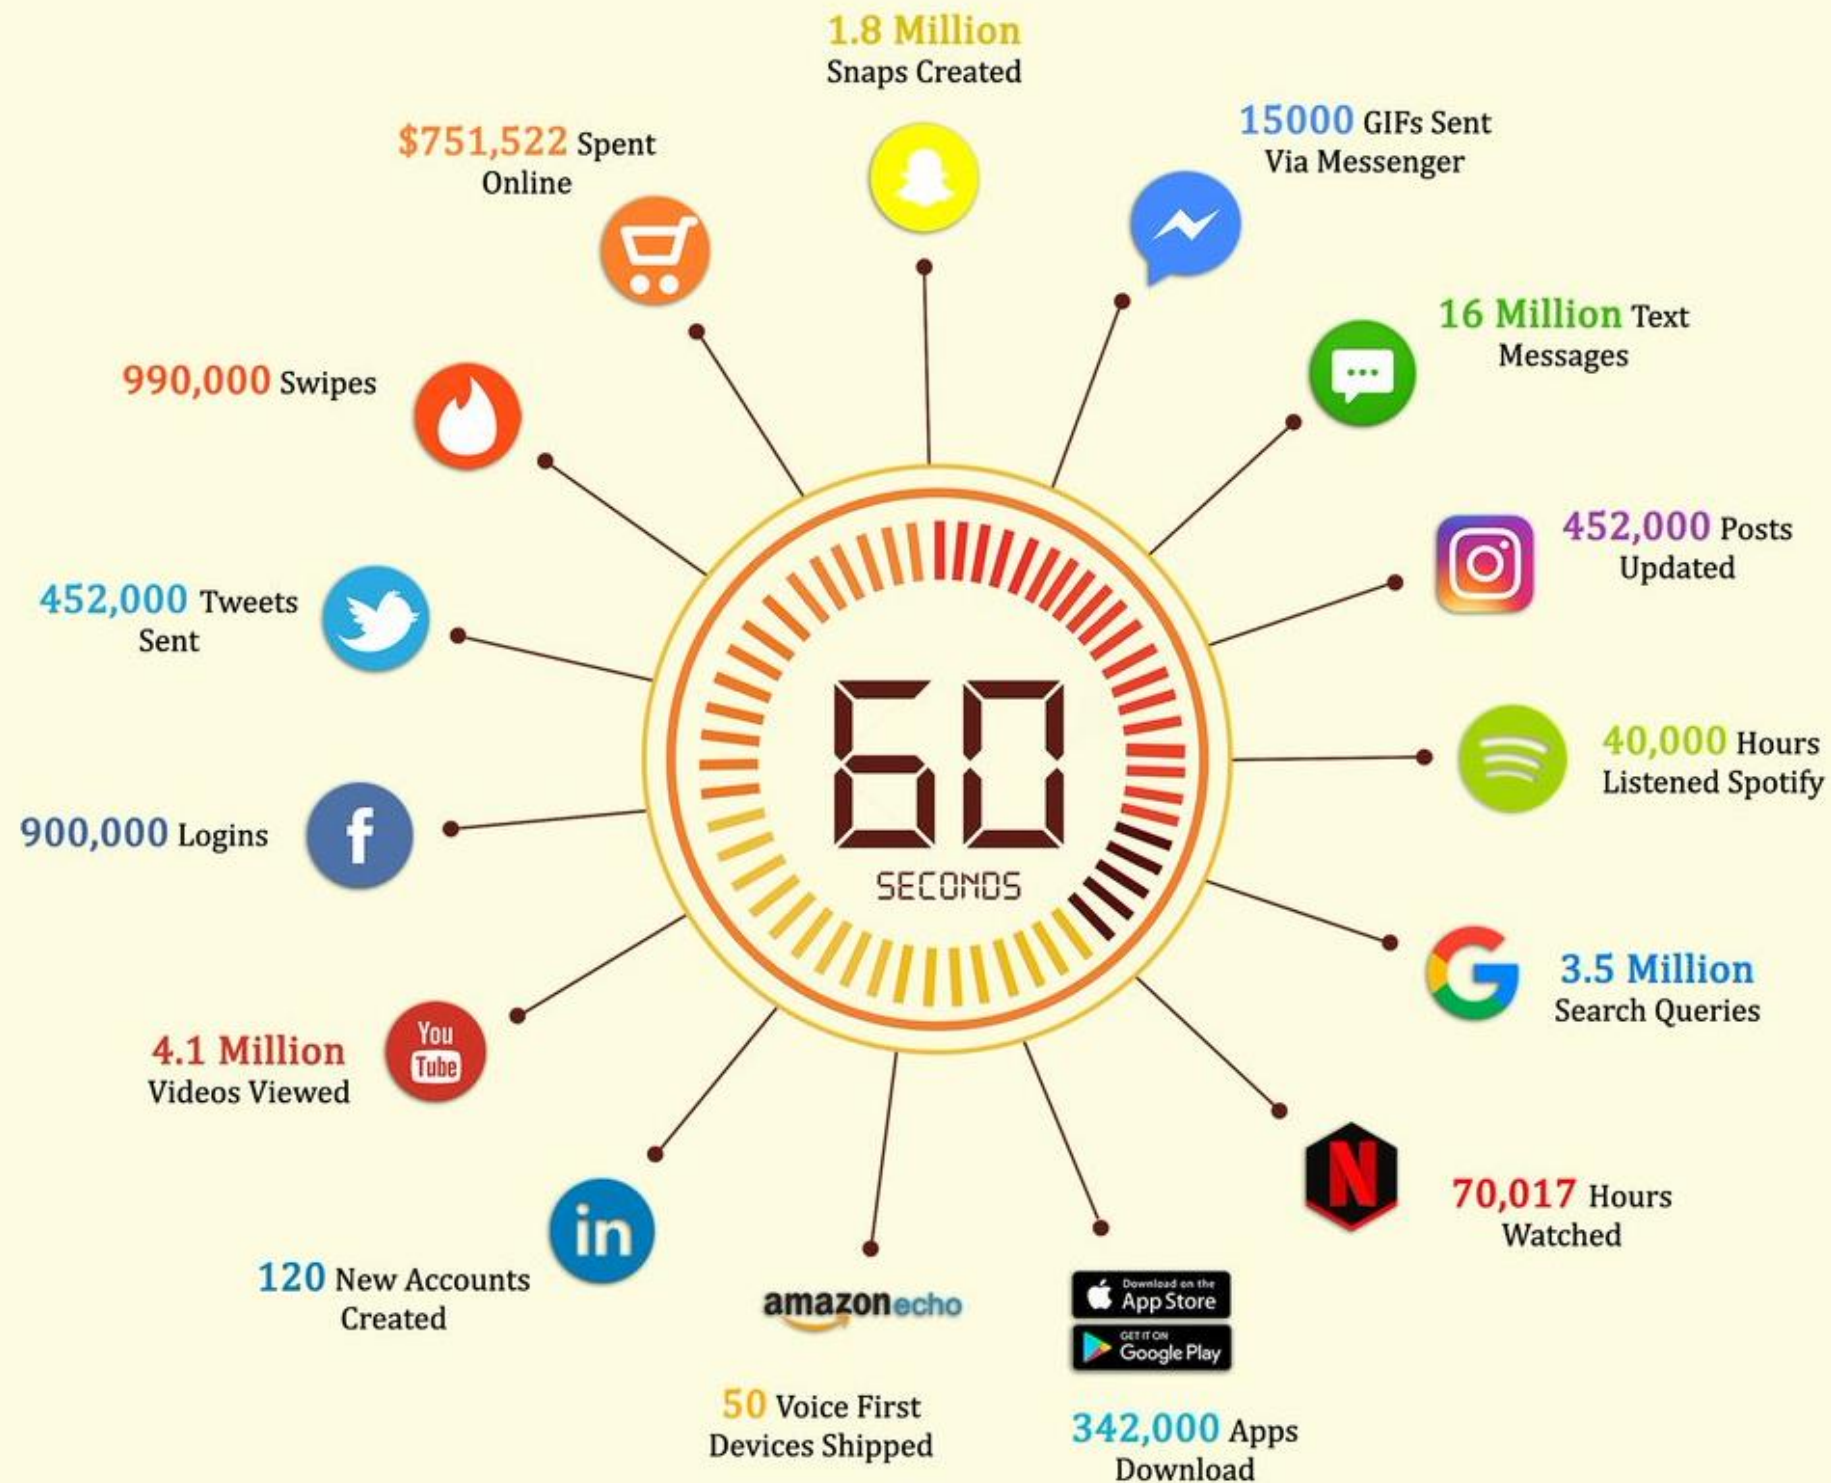 1.8 Million
Snaps Created
15000 GIFs Sent
Via Messenger
16 Million Text
Messages
452,000 Posts
Updated
40,000 Hours
Listened Spotify
3.5 Million
Search Queries
70,017 Hours
Watched
Download on the
App Store
GET IT ON
Google Play
342,000 Apps
Download
amazonecho
50 Voice First
Devices Shipped
in
120 New Accounts
Created
You
Tube
4.1 Million
Videos Viewed
f
900,000 Logins
452,000 Tweets
Sent
990,000 Swipes
$751,522 Spent
Online
60
SECONDS